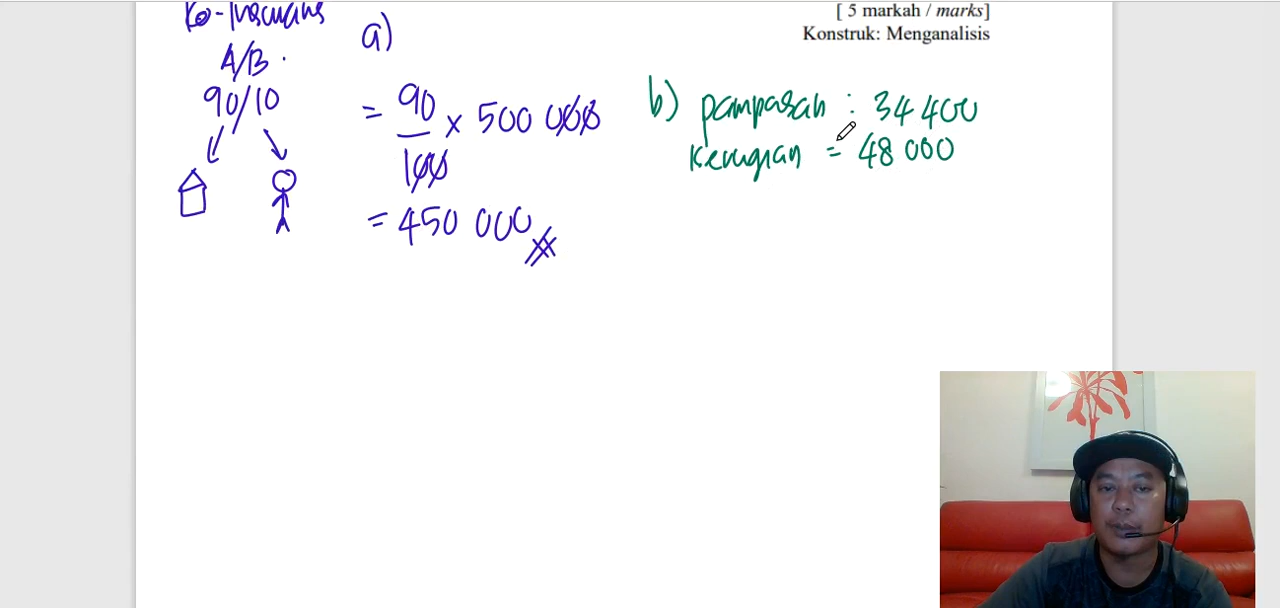 [ 5 markah / marks]
Konstruk: Menganalisis
Ko-Insurans
A/B.
90/10
a)
= 90/100 x 500 000
= 450 000
b) pampasan : 34 400
Kerugian = 48 000